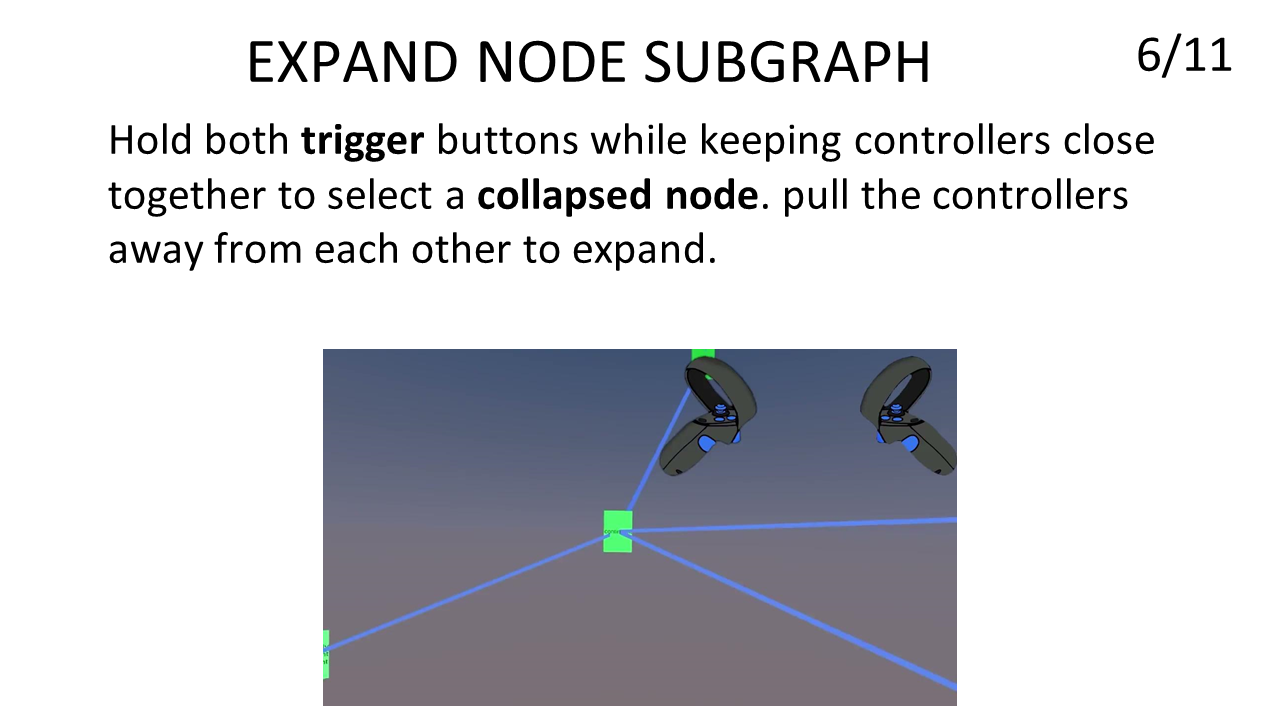 EXPAND NODE SUBGRAPH
6/11
Hold both trigger buttons while keeping controllers close
together to select a collapsed node. pull the controllers
away from each other to expand.